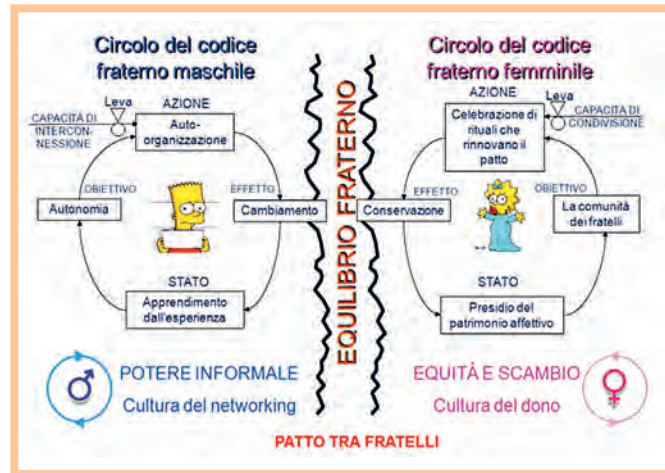 Circolo del codice
fraterno maschile
AZIONE
Leva
CAPACITÀ DI
INTERCON-
NESSIONE
Auto-
organizzazione
OBIETTIVO
EFFETTO
Autonomia
Cambiamento
STATO
Apprendimento
dall'esperienza
POTERE INFORMALE
Cultura del networking
EQUILIBRIO FRATERNO
Circolo del codice
fraterno femminile
AZIONE
Leva
Celebrazione di
rituali che
rinnovano il
patto
CAPACITÀ DI
CONDIVISIONE
EFFETTO
OBIETTIVO
Conservazione
La comunità
dei fratelli
STATO
Presidio del
patrimonio affettivo
EQUITÀ E SCAMBIO
Cultura del dono
PATTO TRA FRATELLI